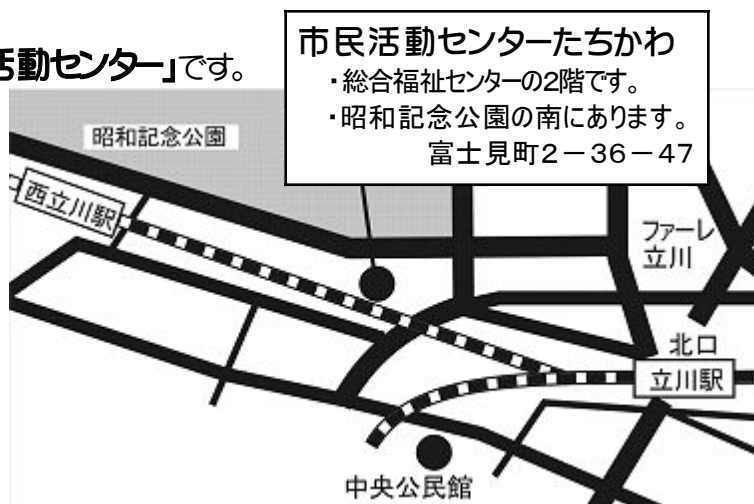 活動センター」です。
市民活動センターたちかわ
・総合福祉センターの2階です。
・昭和記念公園の南にあります。
富士見町2－36－47
昭和記念公園
西立川駅
ファーレ
立川
北口
立川駅
中央公民館